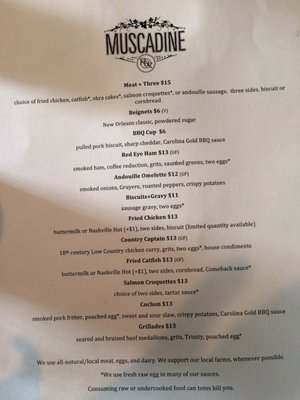 MUSCADINE
Meat + Three $15
choice of fried chicken, catfish*, okra cakes*, salmon croquettes*, or andouille sausage, three sides, biscuit or
cornbread
Beignets $6 (V)
New Orleans classic, powdered sugar
BBQ Cup $6
pulled pork biscuit, sharp cheddar, Carolina Gold BBQ sauce
Red Eye Ham $13 (GF)
smoked ham, coffee reduction, grits, sautéed greens, two eggs*
Andouille Omelette $12 (GF)
smoked onions, Gruyere, roasted peppers, crispy potatoes
Biscuits+Gravy $11
sausage gravy, two eggs*
Fried Chicken $13
buttermilk or Nashville Hot (+$1), two sides, biscuit (limited quantity available)
Country Captain $13 (GF)
18th century Low Country chicken curry, grits, two eggs*, house condiments
Fried Catfish $13 (GF)
buttermilk or Nashville Hot (+$1), two sides, cornbread, Comeback sauce*
Salmon Croquettes $13
choice of two sides, tartar sauce*
Cochon $13
smoked pork fritter, poached egg*, sweet and sour slaw, crispy potatoes, Carolina Gold BBQ sauce
Grillades $13
seared and braised beef medallions, grits, Trinity, poached egg*
We use all-natural/local meat, eggs, and dairy. We support our local farms, whenever possible.
*We use fresh raw egg in many of our sauces.
Consuming raw or undercooked food can totes kill you.